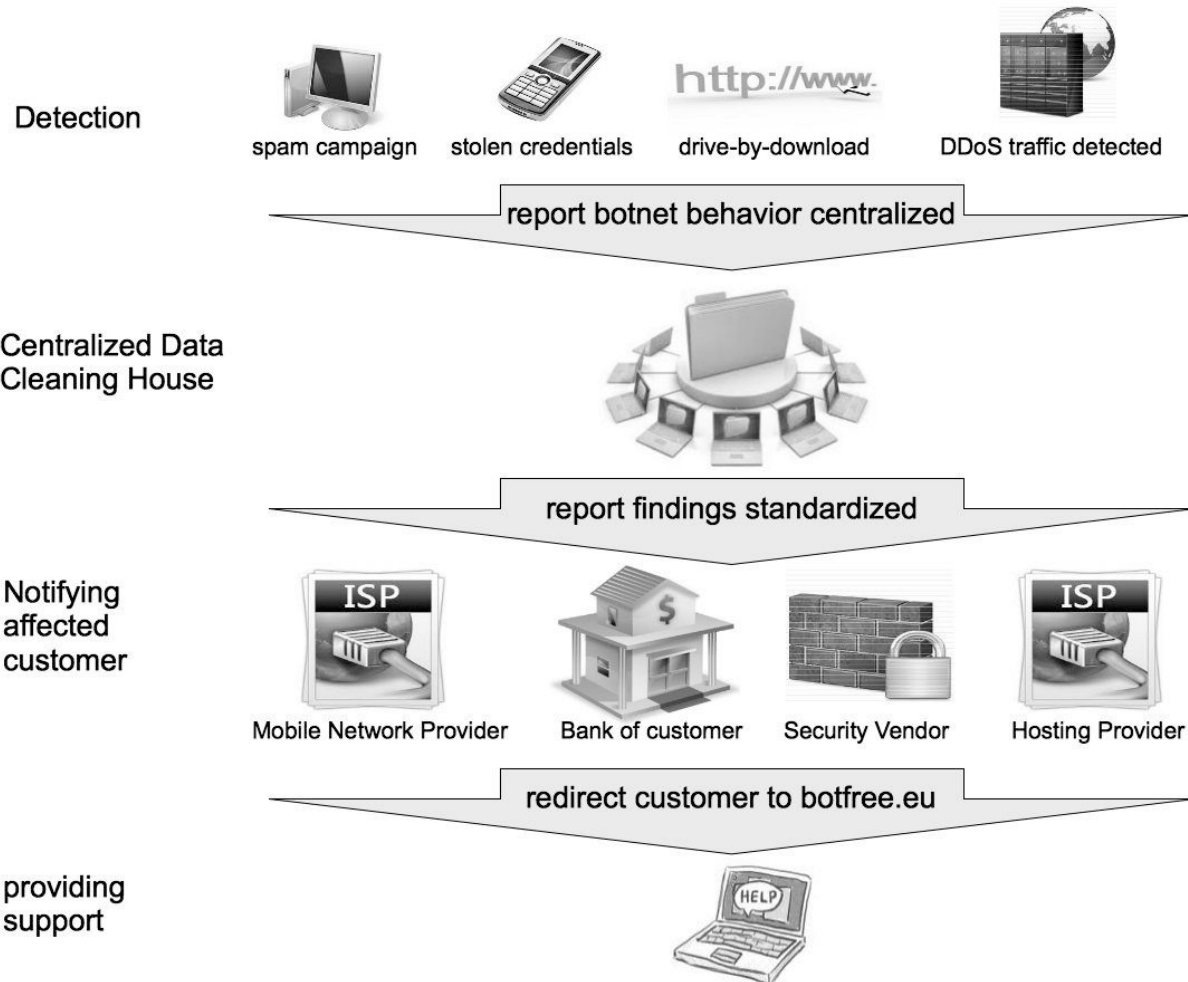 Detection
http://www.
spam campaign
stolen credentials
drive-by-download
DDoS traffic detected
report botnet behavior centralized
Centralized Data
Cleaning House
report findings standardized
Notifying
affected
customer
ISP
$
ISP
Mobile Network Provider
Bank of customer
Security Vendor
Hosting Provider
redirect customer to botfree.eu
providing
support
HELP